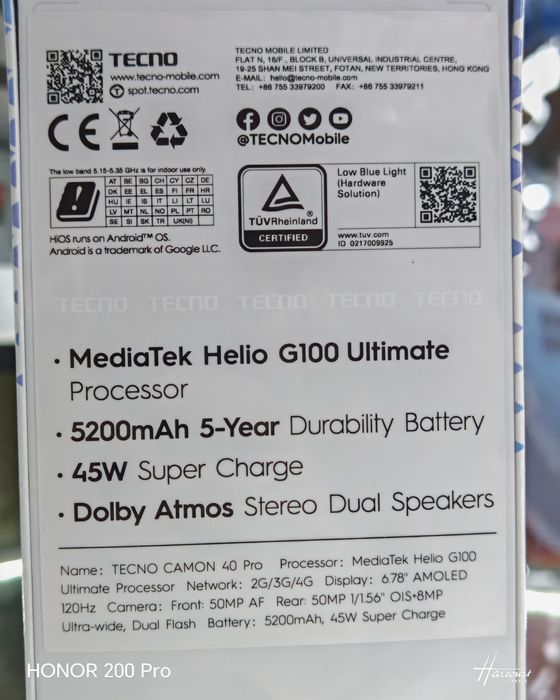 TECNO
www.tecno-mobile.com
spot.tecno.com
TECNO MOBILE LIMITED
FLAT N, 16/F., BLOCK B, UNIVERSAL INDUSTRIAL CENTRE,
19-25 SHAN MEI STREET, FOTAN, NEW TERRITORIES, HONG KONG
E-MAIL: hello@tecno-mobile.com
TEL: +86 755 33979200 FAX: +86 755 33979211
CE
@TECNOMobile
The low band 5.15-5.35 GHz is for indoor use only.
AT BE BG CH CY CZ DE
DK EE EL ES FI FR HR
HU IE IS IT LI LT LU
LV MT NL NO PL PT RO
SE SI SK TR UK(NI)
HiOS runs on Android™ OS.
Android is a trademark of Google LLC.
TÜVRheinland®
CERTIFIED
Low Blue Light
(Hardware
Solution)
www.tuv.com
ID 0217009925
TECNO TECNO TECNO TECNO TECNO
• MediaTek Helio G100 Ultimate
Processor
• 5200mAh 5-Year Durability Battery
• 45W Super Charge
• Dolby Atmos Stereo Dual Speakers
Name: TECNO CAMON 40 Pro Processor: MediaTek Helio G100
Ultimate Processor Network: 2G/3G/4G Display: 6.78" AMOLED
120Hz Camera: Front: 50MP AF Rear: 50MP 1/1.56" OIS+8MP
Ultra-wide, Dual Flash Battery: 5200mAh, 45W Super Charge
HONOR 200 Pro
Harcourt